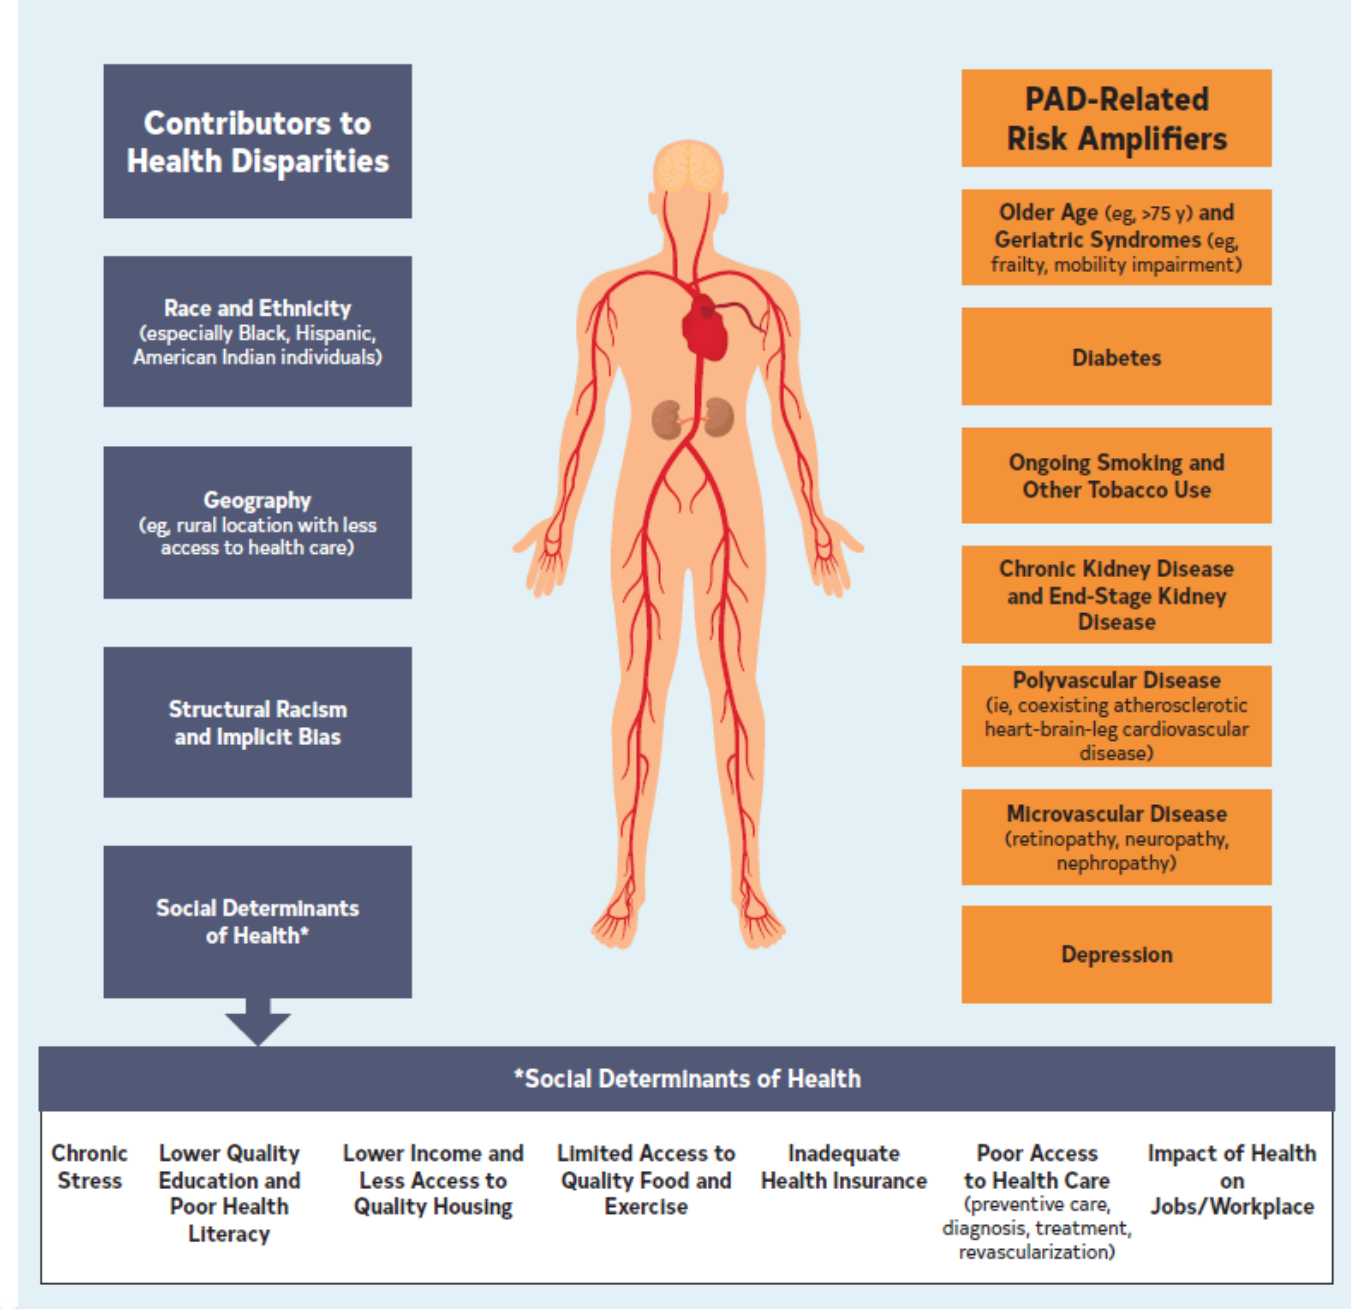 Contributors to
Health Disparities
Race and Ethnicity
(especially Black, Hispanic,
American Indian individuals)
Geography
(eg, rural location with less
access to health care)
Structural Racism
and Implicit Bias
Social Determinants
of Health*
PAD-Related
Risk Amplifiers
Older Age (eg, >75 y) and
Geriatric Syndromes (eg,
frailty, mobility impairment)
Diabetes
Ongoing Smoking and
Other Tobacco Use
Chronic Kidney Disease
and End-Stage Kidney
Disease
Polyvascular Disease
(ie, coexisting atherosclerotic
heart-brain-leg cardiovascular
disease)
Microvascular Disease
(retinopathy, neuropathy,
nephropathy)
Depression
*Social Determinants of Health
Chronic
Stress
Lower Quality
Education and
Poor Health
Literacy
Lower Income and
Less Access to
Quality Housing
Limited Access to
Quality Food and
Exercise
Inadequate
Health Insurance
Poor Access
to Health Care
(preventive care,
diagnosis, treatment,
revascularization)
Impact of Health
on
Jobs/Workplace